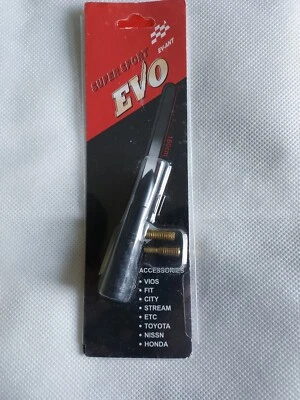 SUPER SPORT
EV-ANT
EVO
ACCESSORIES
• VIOS
• FIT
• CITY
• STREAM
• ETC
• TOYOTA
• NISSN
• HONDA